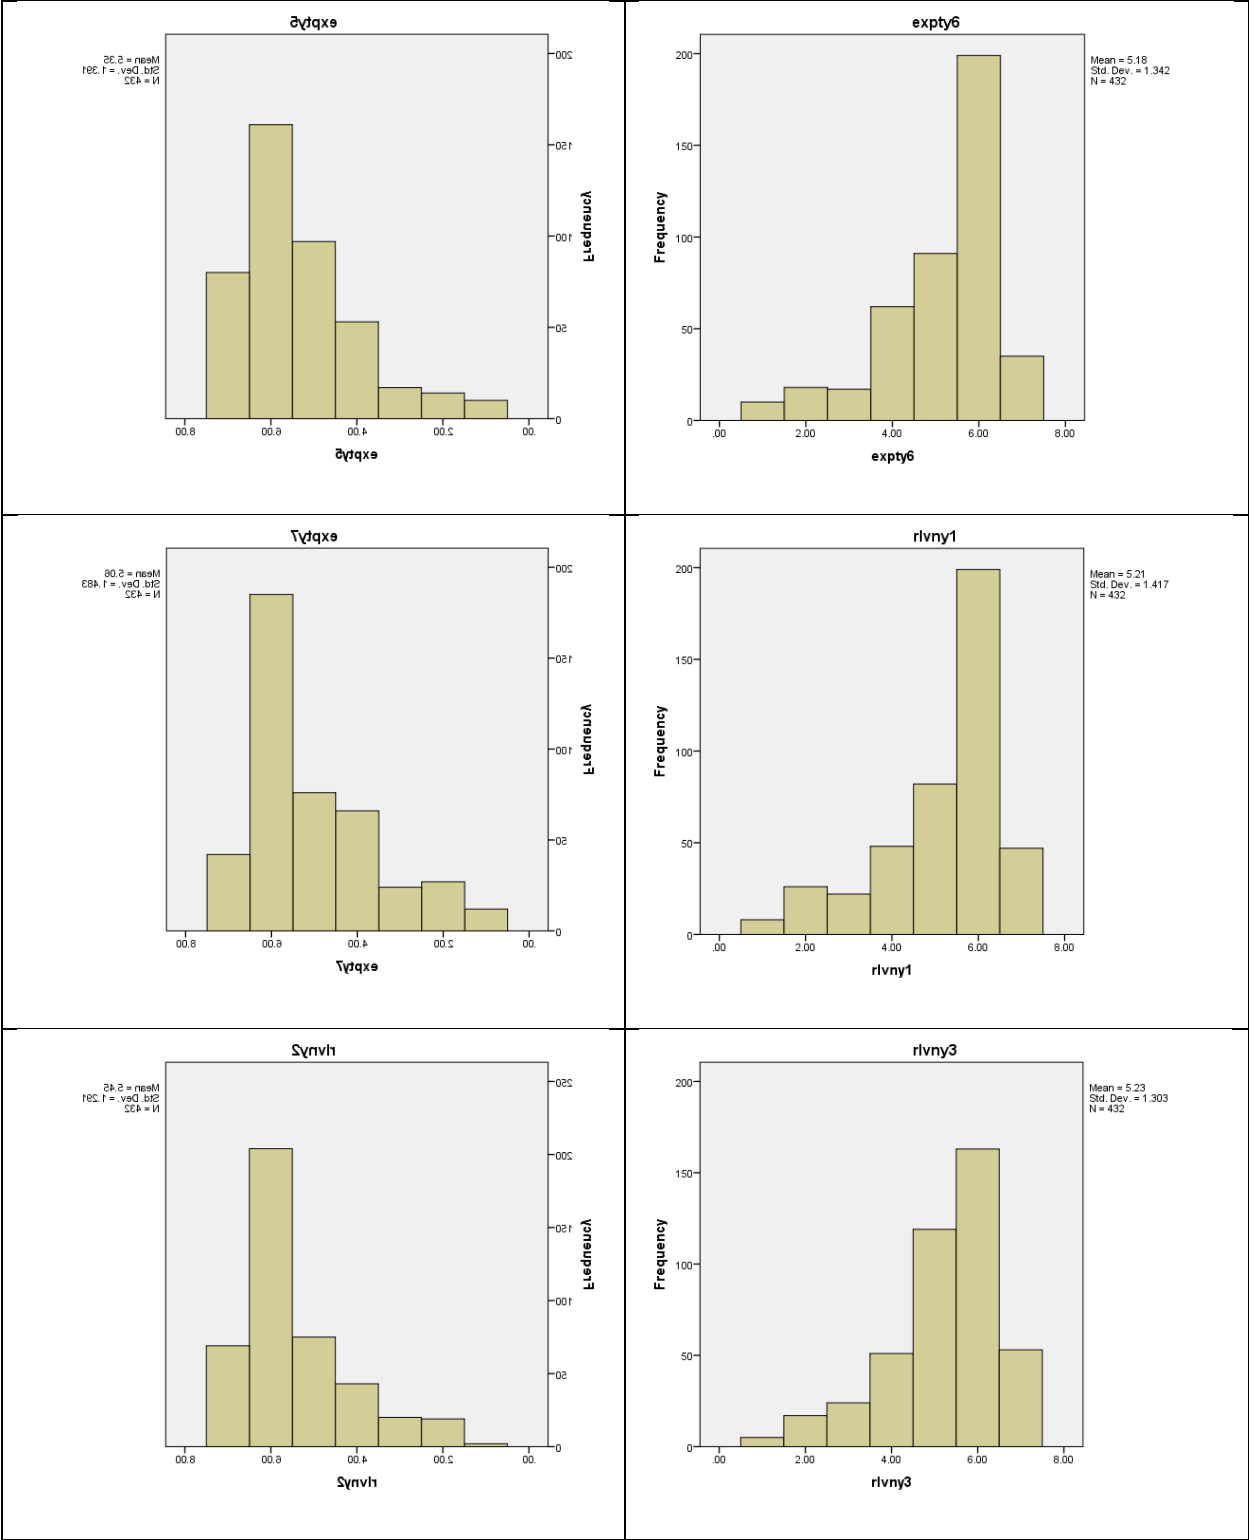 expty5
Mean = 5.35
Std. Dev. = 1.391
N = 432
200
150
100
50
0
Frequency
8.00 6.00 4.00 2.00 .00
expty5
expty6
Mean = 5.18
Std. Dev. = 1.342
N = 432
200
150
100
50
0
Frequency
.00 2.00 4.00 6.00 8.00
expty6
expty7
Mean = 5.06
Std. Dev. = 1.483
N = 432
200
150
100
50
0
Frequency
8.00 6.00 4.00 2.00 .00
expty7
rlvny1
Mean = 5.21
Std. Dev. = 1.417
N = 432
200
150
100
50
0
Frequency
.00 2.00 4.00 6.00 8.00
rlvny1
rlvny2
Mean = 5.45
Std. Dev. = 1.291
N = 432
250
200
150
100
50
0
Frequency
8.00 6.00 4.00 2.00 .00
rlvny2
rlvny3
Mean = 5.23
Std. Dev. = 1.303
N = 432
200
150
100
50
0
Frequency
.00 2.00 4.00 6.00 8.00
rlvny3